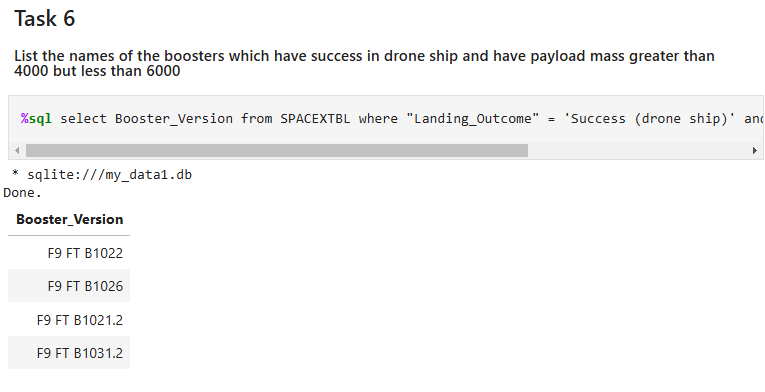 Task 6
List the names of the boosters which have success in drone ship and have payload mass greater than
4000 but less than 6000
%sql select Booster_Version from SPACEXTBL where "Landing_Outcome" = 'Success (drone ship)' and
* sqlite:///my_data1.db
Done.
Booster_Version
F9 FT B1022
F9 FT B1026
F9 FT B1021.2
F9 FT B1031.2